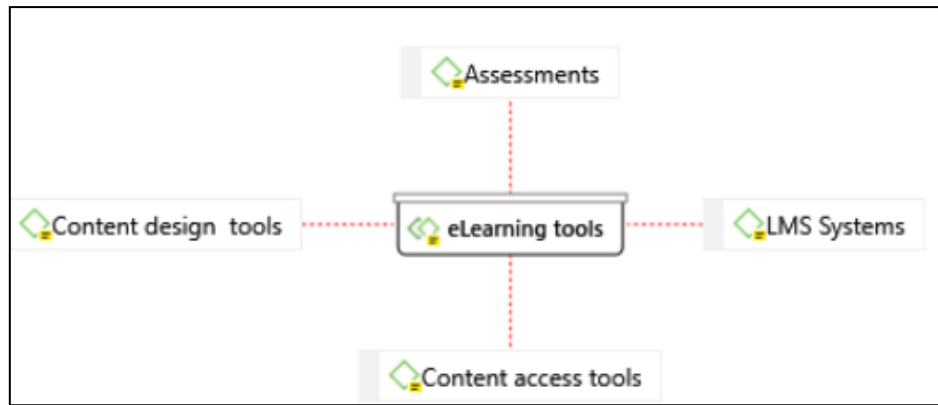 Assessments
Content design  tools
eLearning tools
LMS Systems
Content access tools